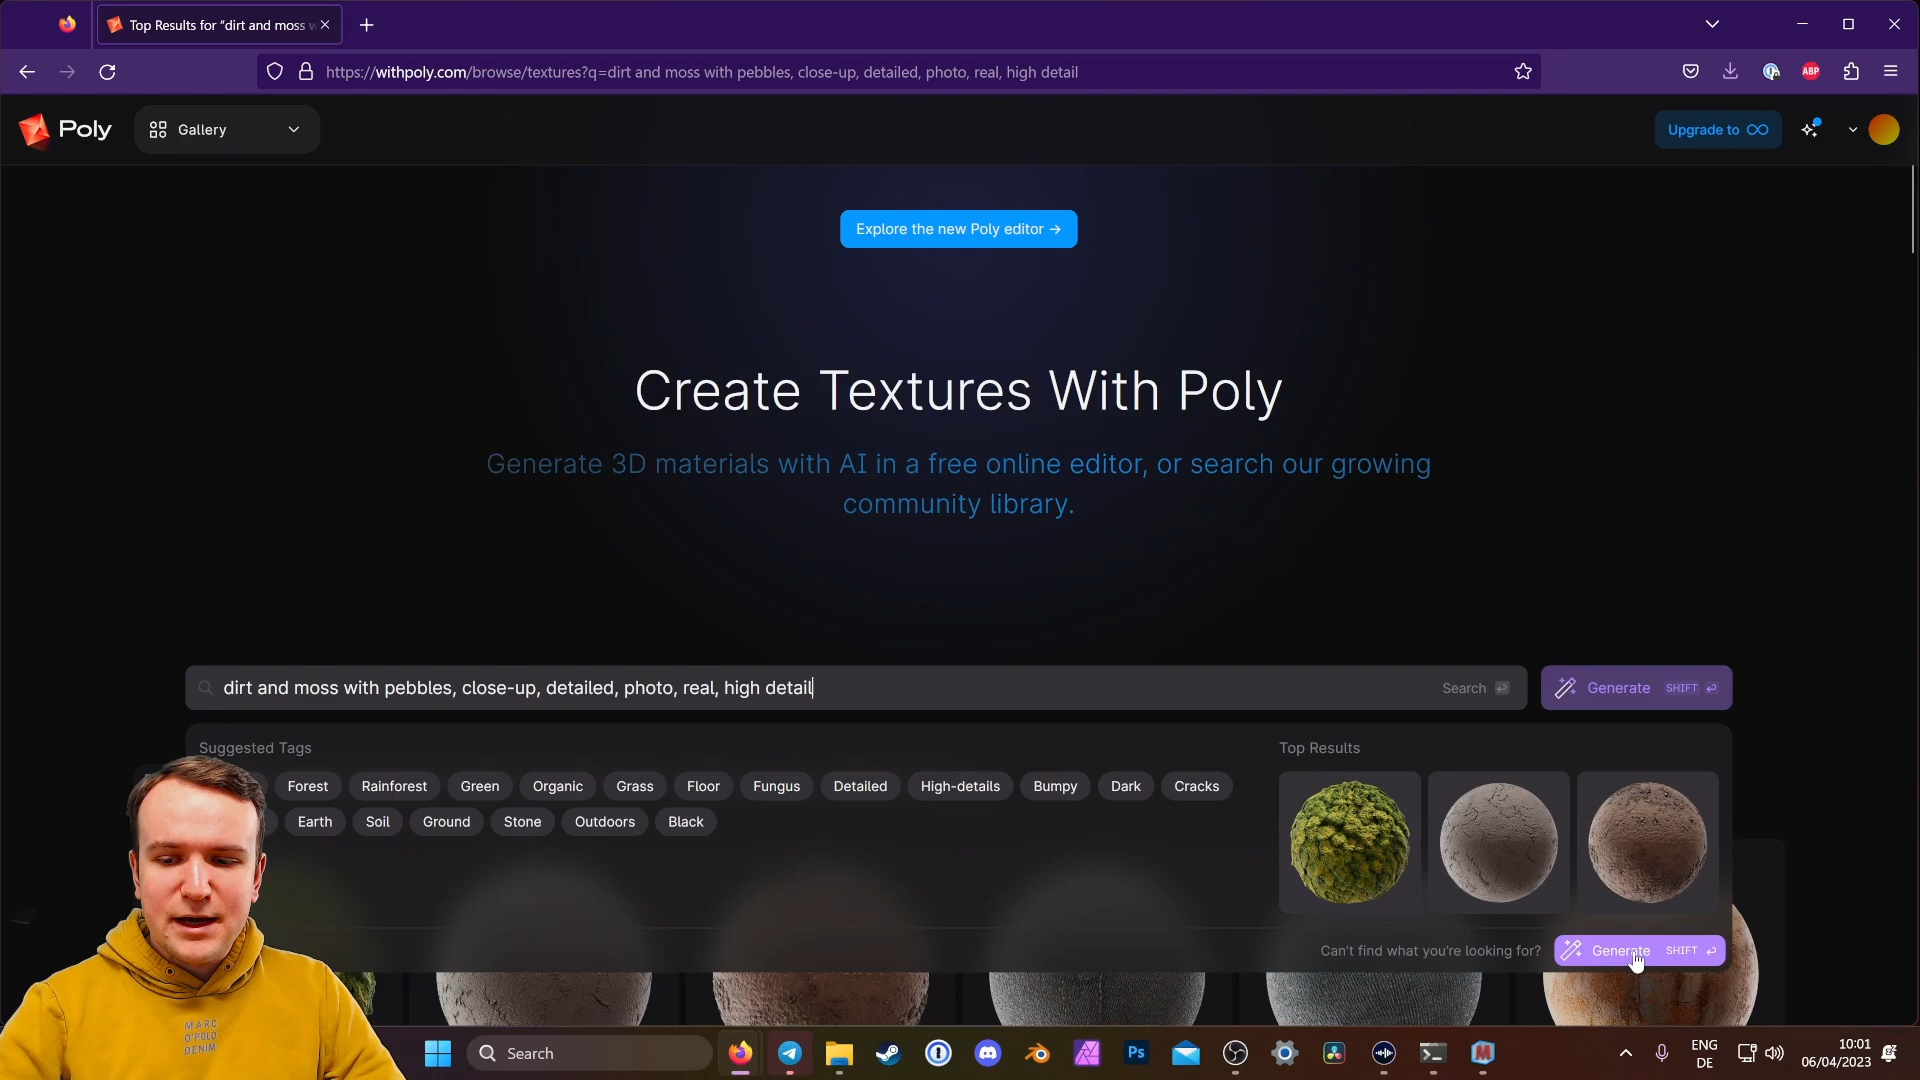 Top Results for "dirt and moss w
https://withpoly.com/browse/textures?q=dirt and moss with pebbles, close-up, detailed, photo, real, high detail
ABP
Poly
Gallery
Upgrade to
Explore the new Poly editor →
Create Textures With Poly
Generate 3D materials with AI in a free online editor, or search our growing
community library.
dirt and moss with pebbles, close-up, detailed, photo, real, high detail
Search
Generate SHIFT
Suggested Tags
Top Results
Forest Rainforest Green Organic Grass Floor Fungus Detailed High-details Bumpy Dark Cracks
Earth Soil Ground Stone Outdoors Black
Can't find what you're looking for?
Generate SHIFT
MARC
O'POLO
DENIM
Search
Ps
ENG
DE
10:01
06/04/2023